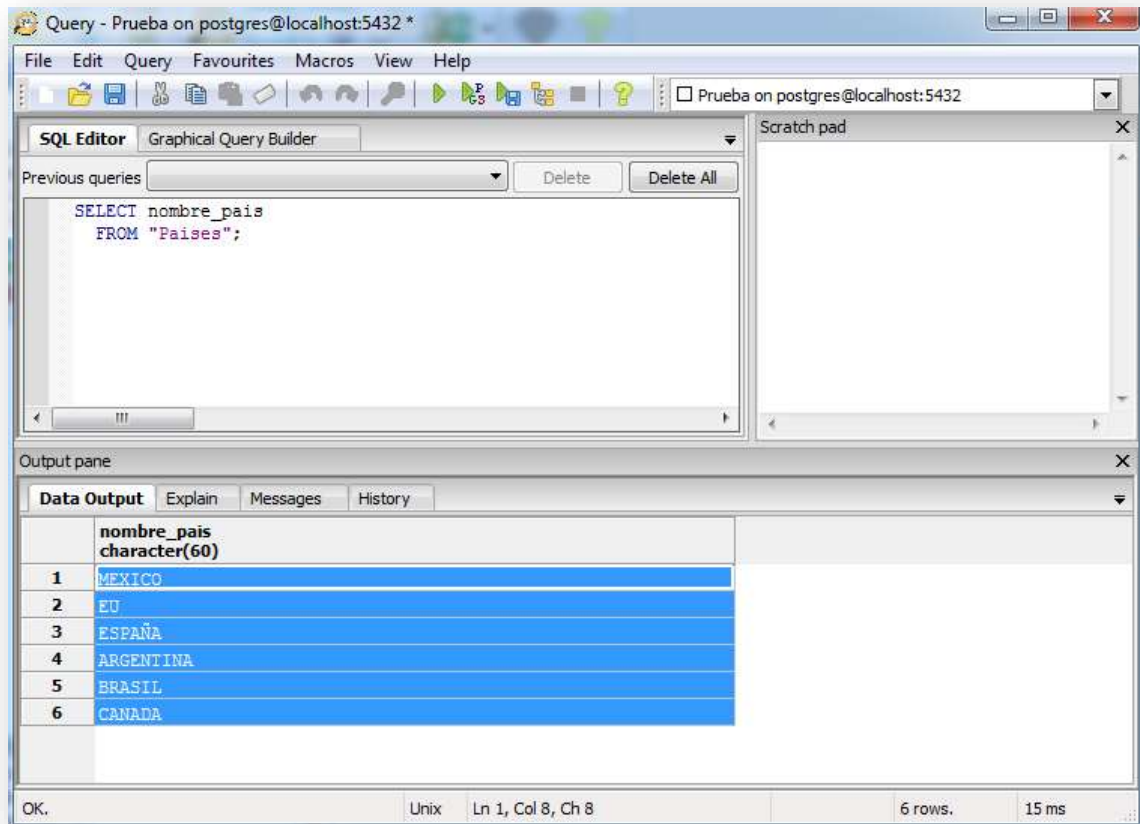 Query - Prueba on postgres@localhost:5432 *
File Edit Query Favourites Macros View Help
Prueba on postgres@localhost:5432
SQL Editor Graphical Query Builder
Scratch pad
Previous queries Delete Delete All
SELECT nombre_pais
FROM "Paises";
Output pane
Data Output Explain Messages History
nombre_pais
character(60)
1 MEXICO
2 EU
3 ESPAÑA
4 ARGENTINA
5 BRASIL
6 CANADA
OK. Unix Ln 1, Col 8, Ch 8 6 rows. 15 ms